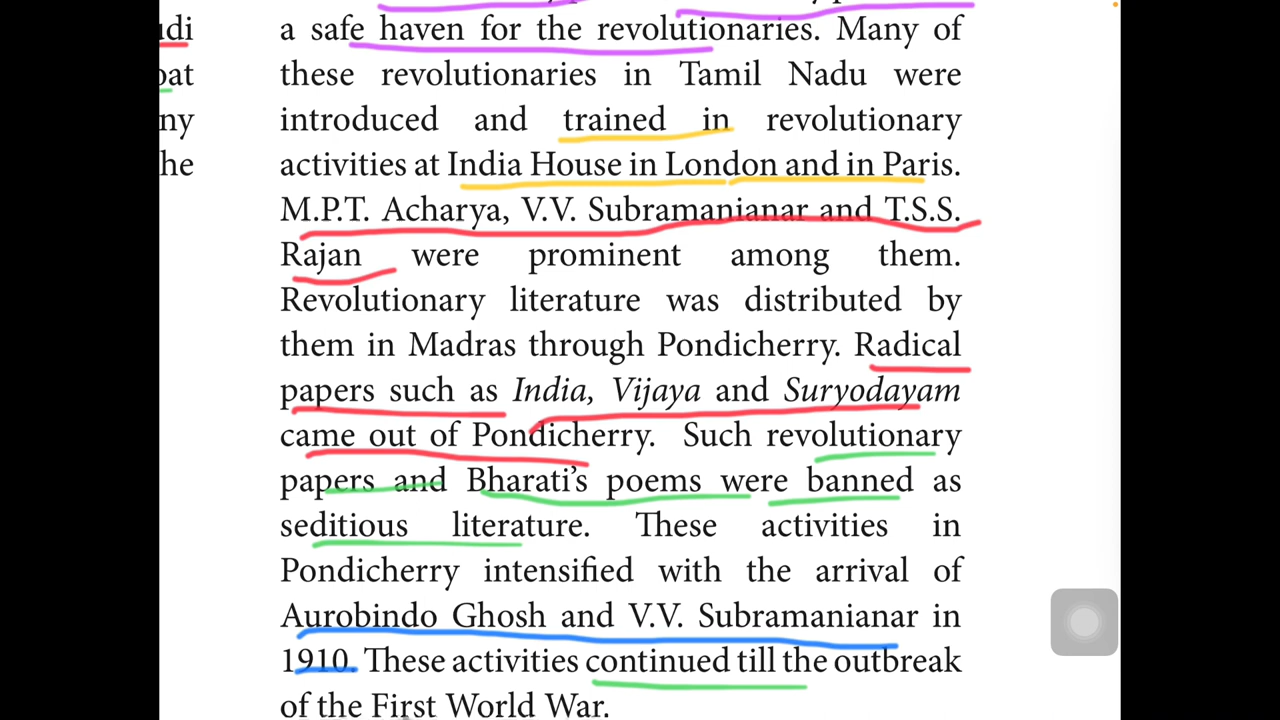 udi
pat
ny
he
a safe haven for the revolutionaries. Many of
these revolutionaries in Tamil Nadu were
introduced and trained in revolutionary
activities at India House in London and in Paris.
M.P.T. Acharya, V.V. Subramanianar and T.S.S.
Rajan were prominent among them.
Revolutionary literature was distributed by
them in Madras through Pondicherry. Radical
papers such as India, Vijaya and Suryodayam
came out of Pondicherry. Such revolutionary
papers and Bharati’s poems were banned as
seditious literature. These activities in
Pondicherry intensified with the arrival of
Aurobindo Ghosh and V.V. Subramanianar in
1910. These activities continued till the outbreak
of the First World War.